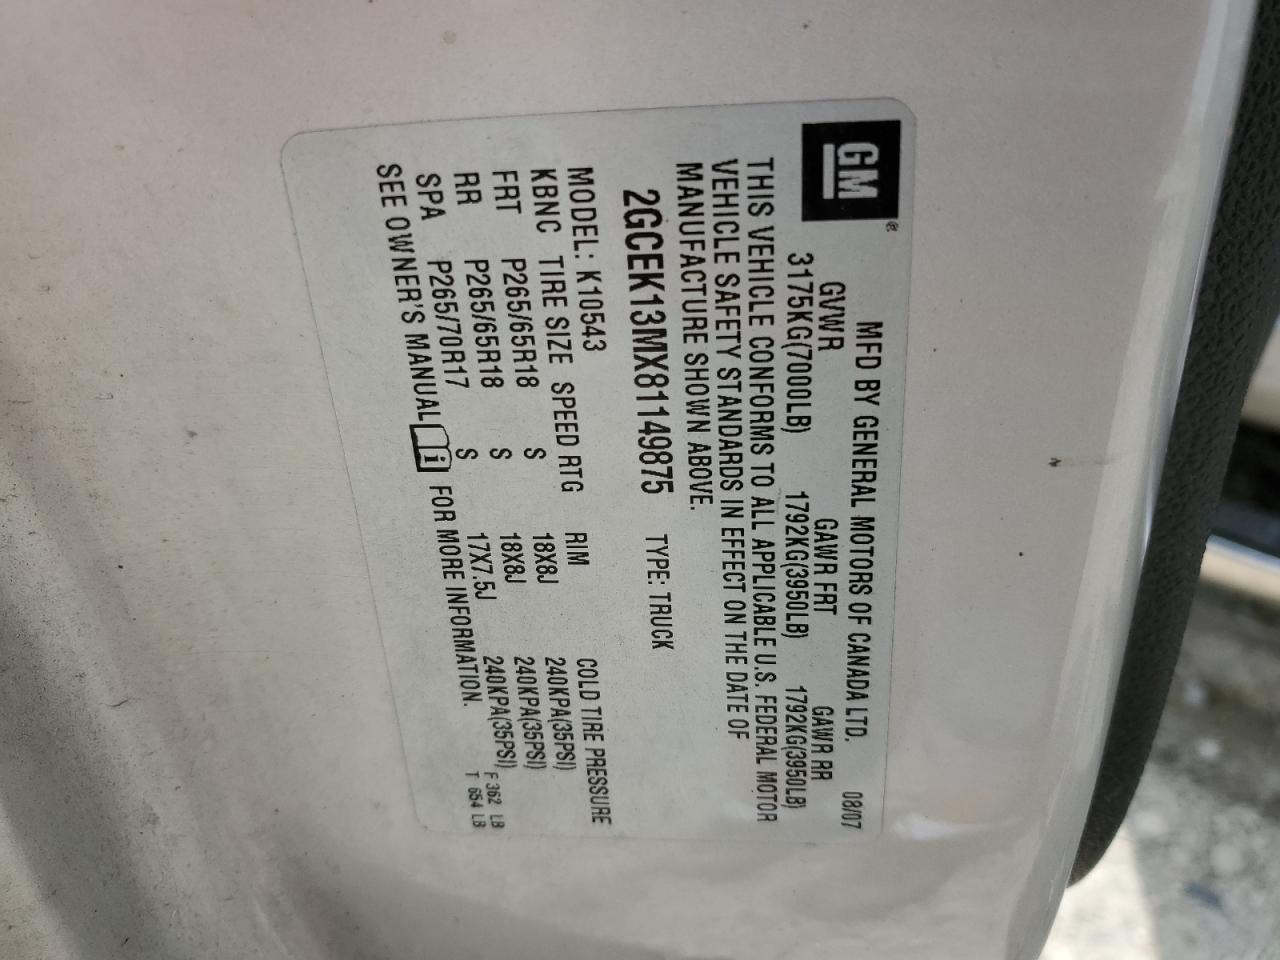 GM®
MFD BY GENERAL MOTORS OF CANADA LTD. 08/07
GVWR GAWR FRT GAWR RR
3175KG(7000LB) 1792KG(3950LB) 1792KG(3950LB)
THIS VEHICLE CONFORMS TO ALL APPLICABLE U.S. FEDERAL MOTOR
VEHICLE SAFETY STANDARDS IN EFFECT ON THE DATE OF
MANUFACTURE SHOWN ABOVE.
2GCEK13MX81149875 TYPE: TRUCK
MODEL: K10543
KBNC TIRE SIZE SPEED RTG RIM COLD TIRE PRESSURE
FRT P265/65R18 S 18X8J 240KPA(35PSI)
RR P265/65R18 S 18X8J 240KPA(35PSI)
SPA P265/70R17 S 17X7.5J 240KPA(35PSI)
SEE OWNER'S MANUAL i FOR MORE INFORMATION.
F 362 LB
T 654 LB